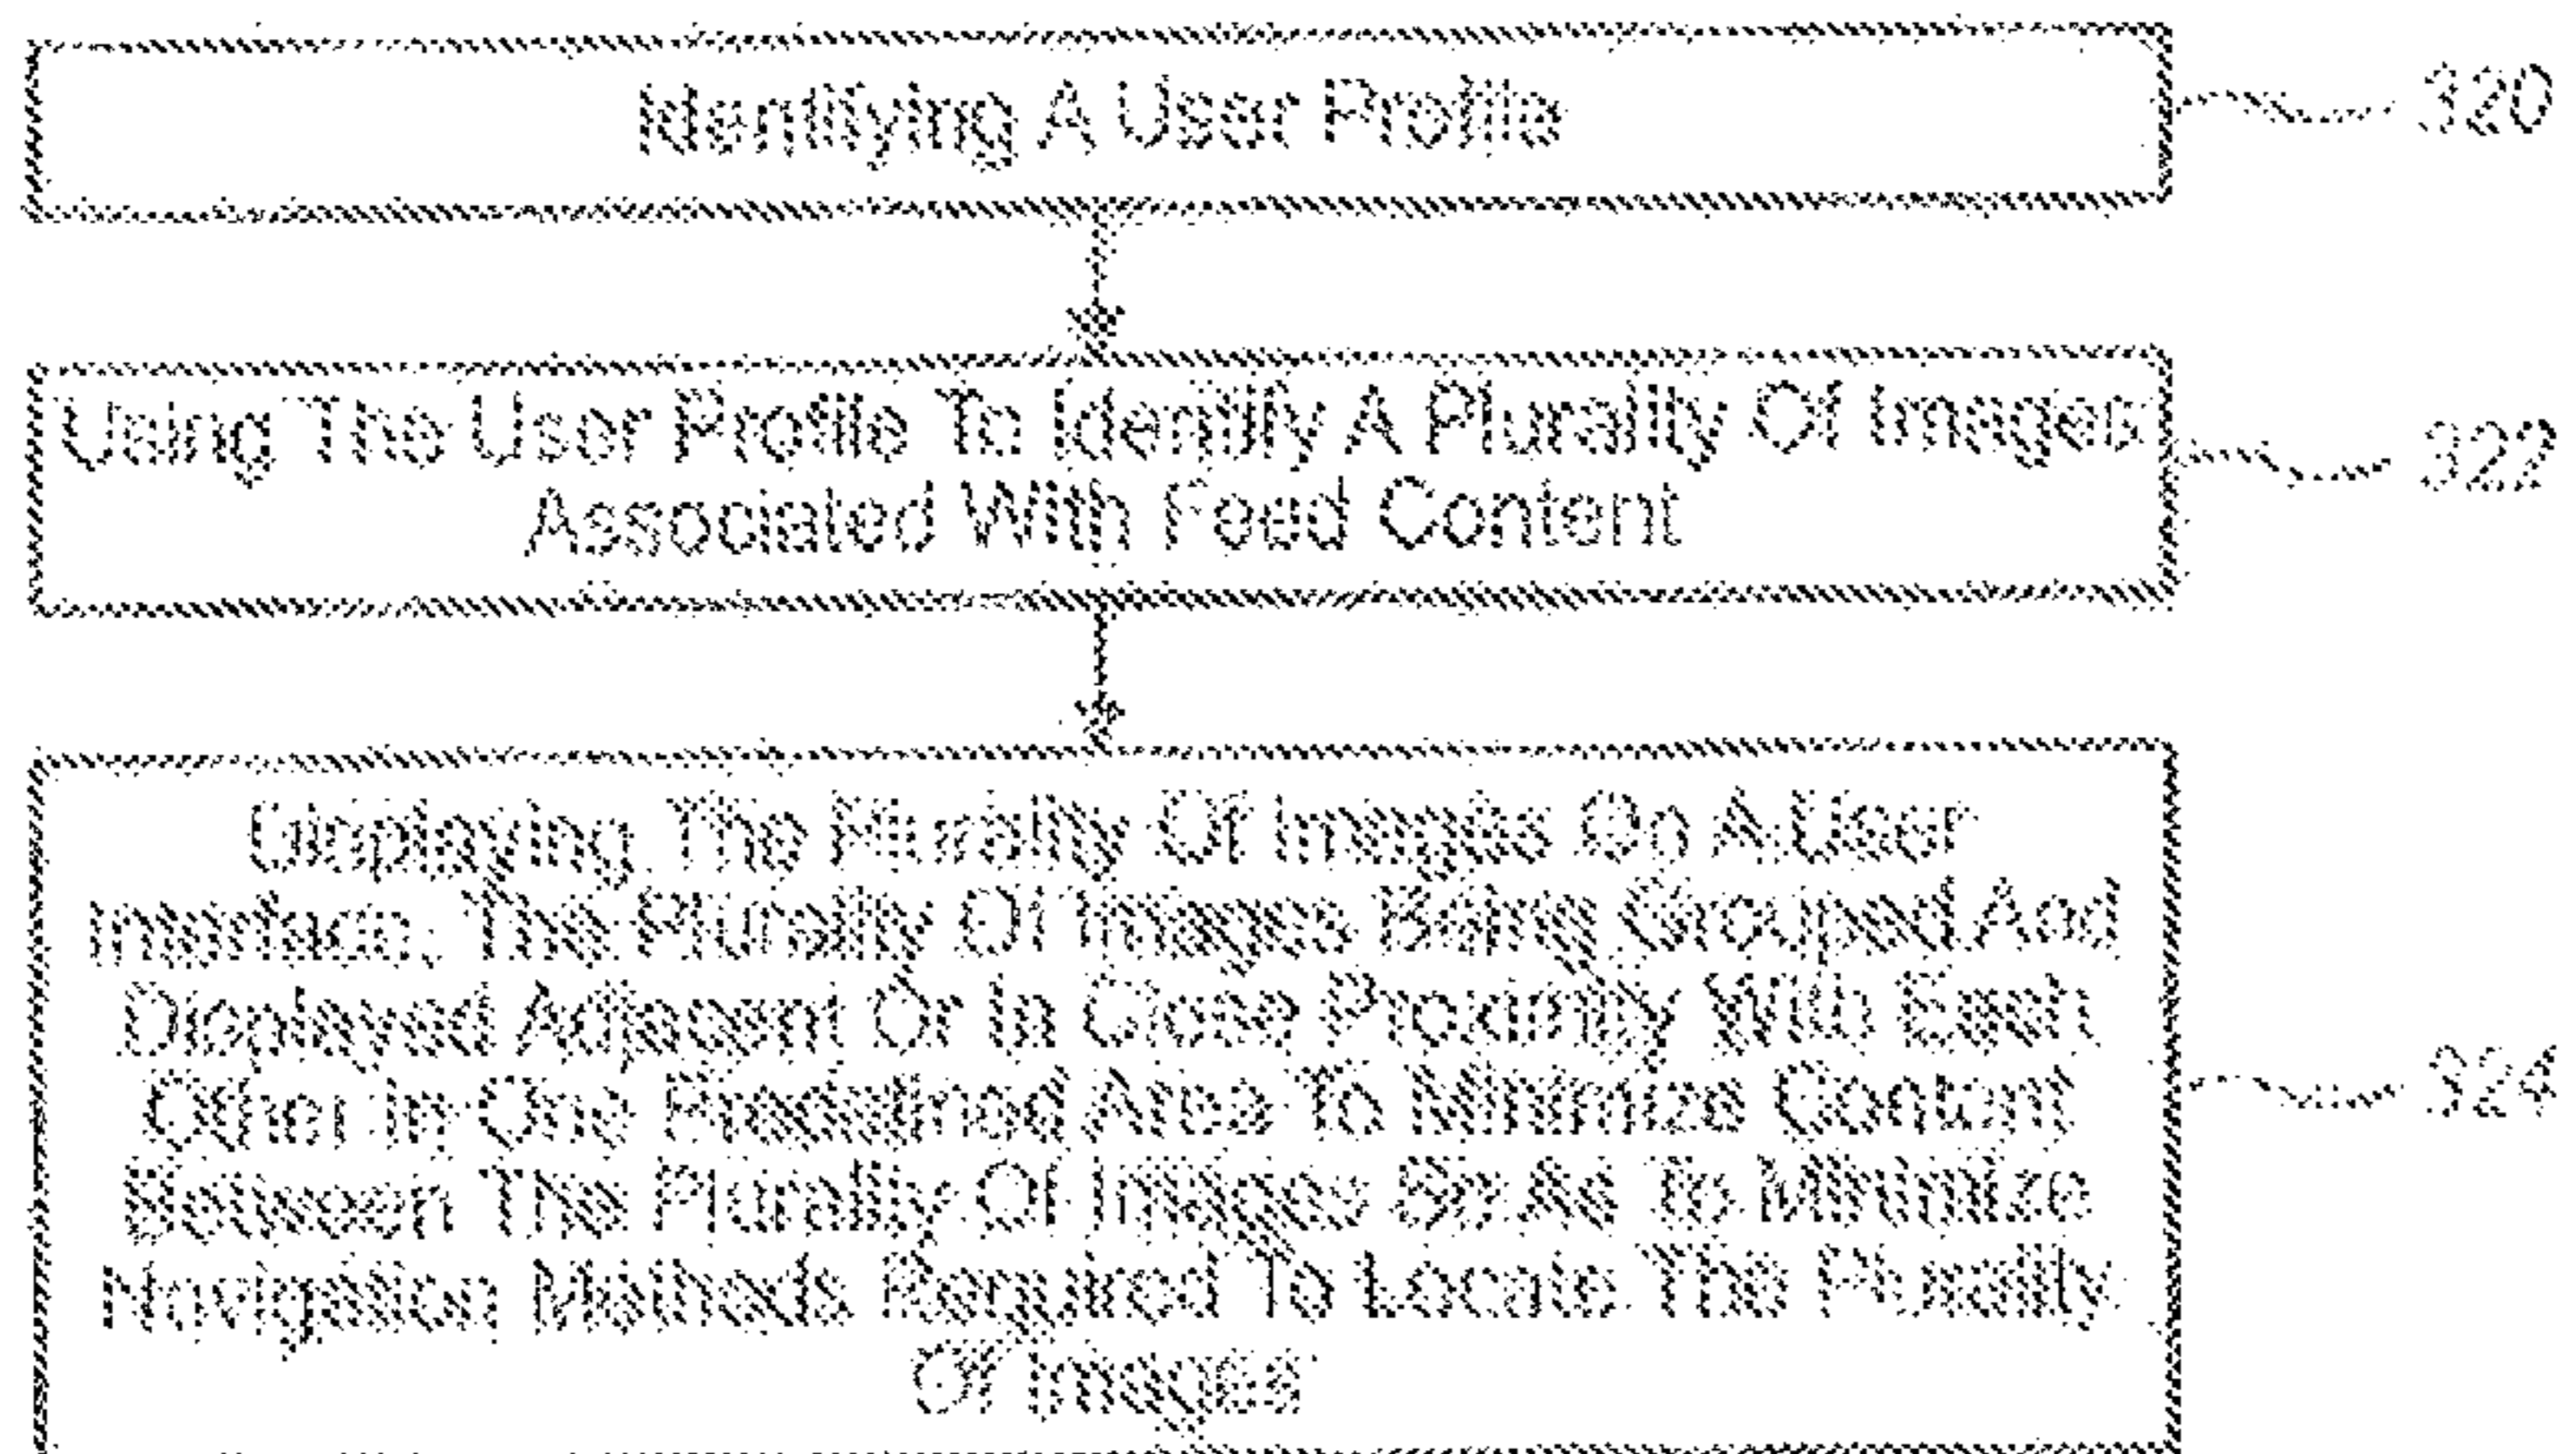 Identifying A User Profile
320
Using The User Profile To Identify A Plurality Of Images
Associated With Feed Content
322
Displaying The Plurality Of Images On A User
Interface, The Plurality Of Images Being Grouped And
Displayed Adjacent Or In Close Proximity With Each
Other In One Predefined Area To Minimize Content
Between The Plurality Of Images So As To Minimize
Navigation Methods Required To Locate The Plurality
Of Images
324